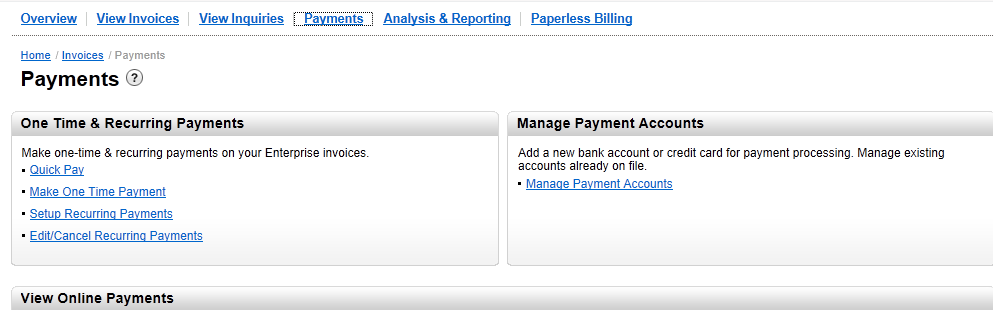 Overview View Invoices View Inquiries Payments Analysis & Reporting Paperless Billing
Home / Invoices / Payments
Payments ?
One Time & Recurring Payments
Make one-time & recurring payments on your Enterprise invoices.
Quick Pay
Make One Time Payment
Setup Recurring Payments
Edit/Cancel Recurring Payments
Manage Payment Accounts
Add a new bank account or credit card for payment processing. Manage existing
accounts already on file.
Manage Payment Accounts
View Online Payments